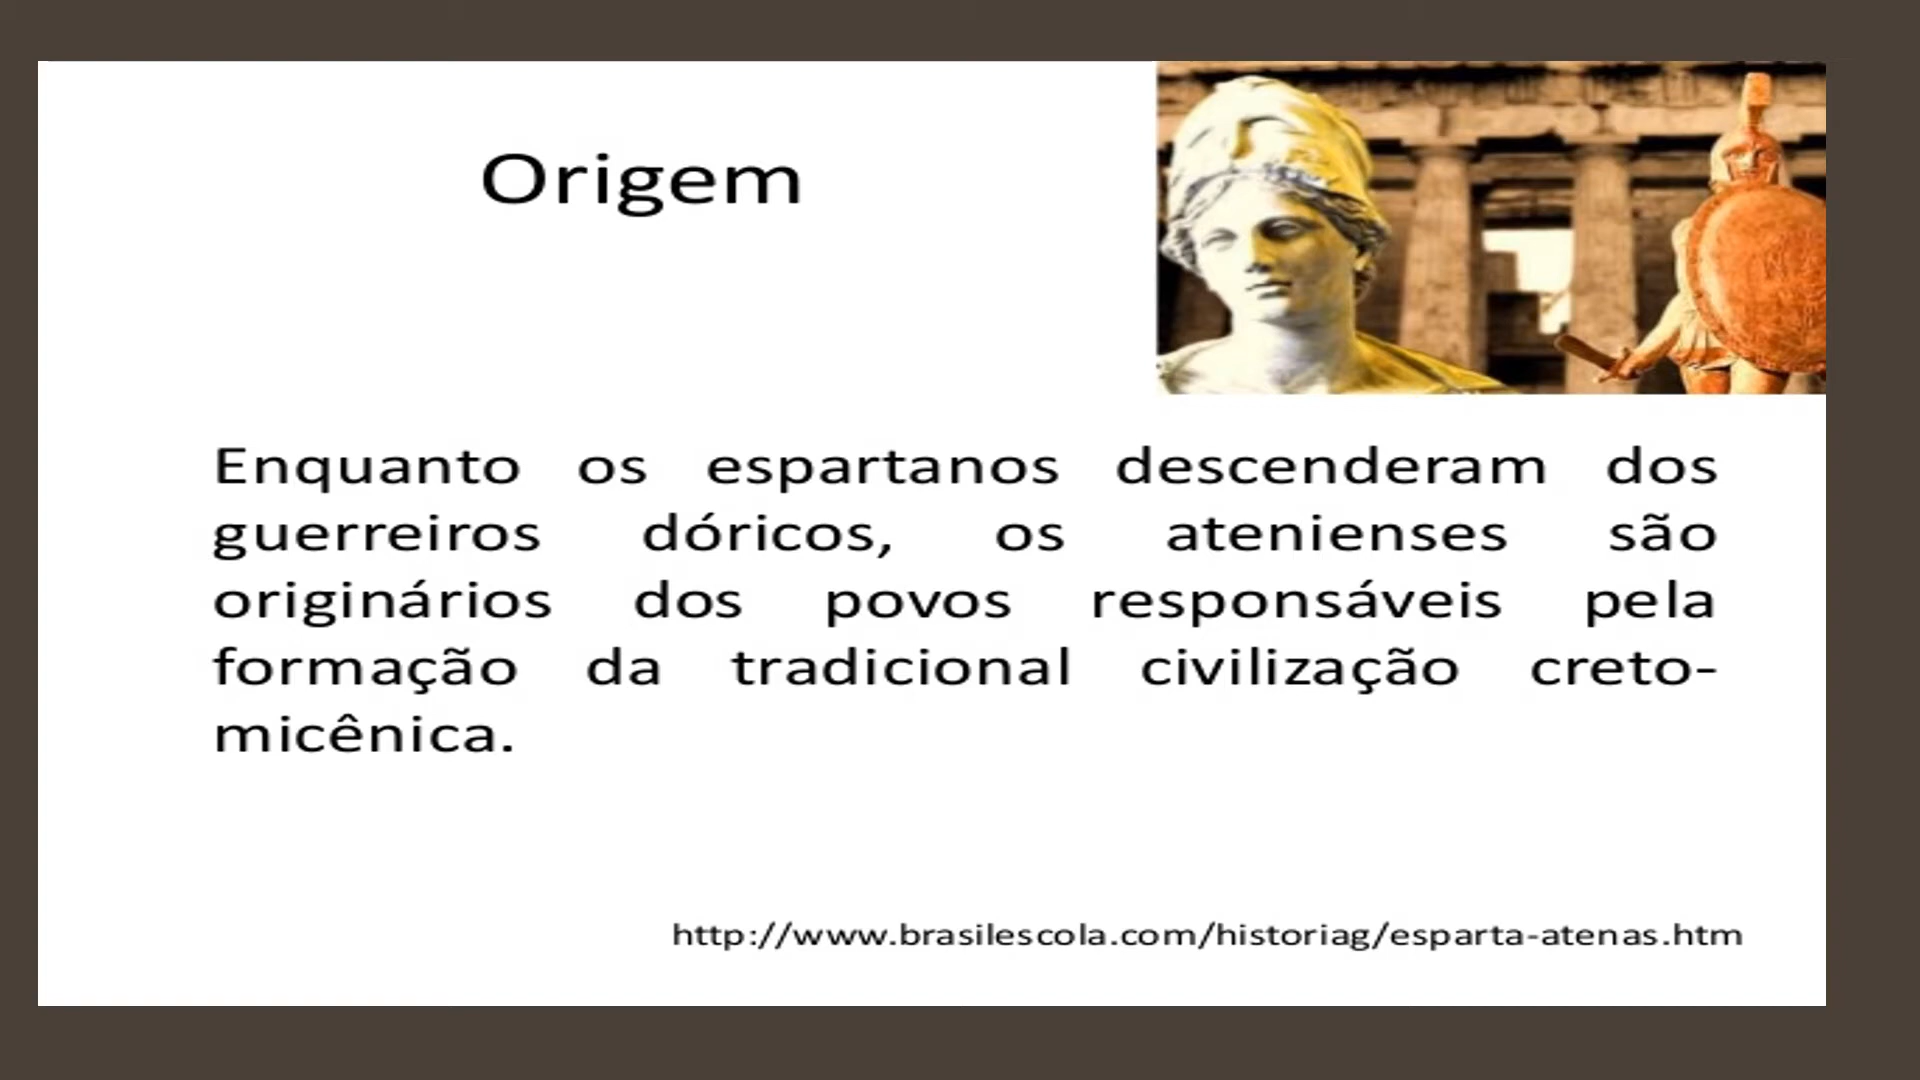 Origem
Enquanto os espartanos descenderam dos
guerreiros dóricos, os atenienses são
originários dos povos responsáveis pela
formação da tradicional civilização creto-
micênica.
http://www.brasilescola.com/historiag/esparta-atenas.htm